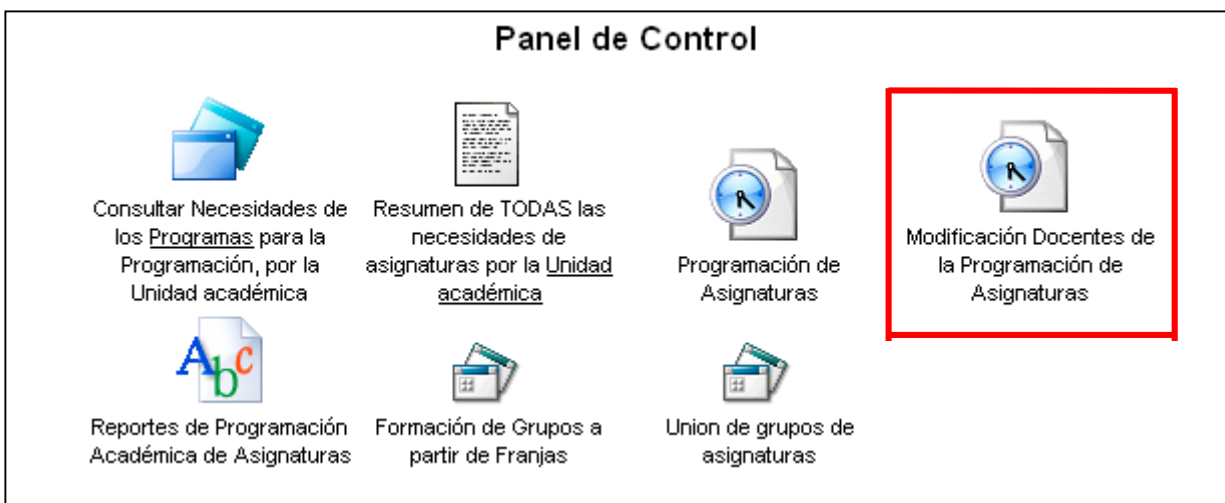 Panel de Control
Consultar Necesidades de
los Programas para la
Programación, por la
Unidad académica
Resumen de TODAS las
necesidades de
asignaturas por la Unidad
académica
Programación de
Asignaturas
Modificación Docentes de
la Programación de
Asignaturas
Abc
Reportes de Programación
Académica de Asignaturas
Formación de Grupos a
partir de Franjas
Union de grupos de
asignaturas